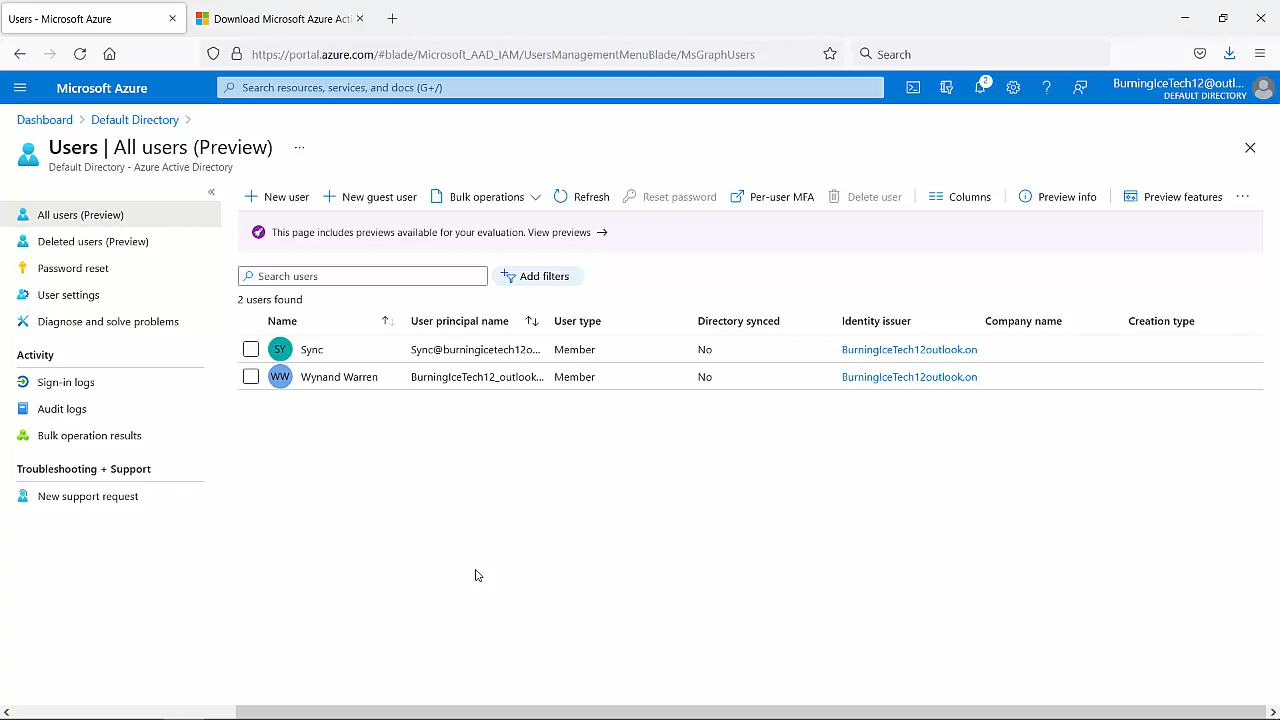 Users - Microsoft Azure
Download Microsoft Azure Acti
https://portal.azure.com/#blade/Microsoft_AAD_IAM/UsersManagementMenuBlade/MsGraphUsers
Search
Microsoft Azure
Search resources, services, and docs (G+/)
2
BurningIceTech12@outl...
DEFAULT DIRECTORY
Dashboard > Default Directory >
Users | All users (Preview) ...
Default Directory - Azure Active Directory
«
All users (Preview)
Deleted users (Preview)
Password reset
User settings
Diagnose and solve problems
Activity
Sign-in logs
Audit logs
Bulk operation results
Troubleshooting + Support
New support request
New user
New guest user
Bulk operations
Refresh
Reset password
Per-user MFA
Delete user
Columns
Preview info
Preview features
...
This page includes previews available for your evaluation. View previews →
Search users
Add filters
2 users found
Name User principal name User type Directory synced Identity issuer Company name Creation type
SY Sync Sync@burningicetech12o... Member No BurningIceTech12outlook.on
WW Wynand Warren BurningIceTech12_outlook... Member No BurningIceTech12outlook.on